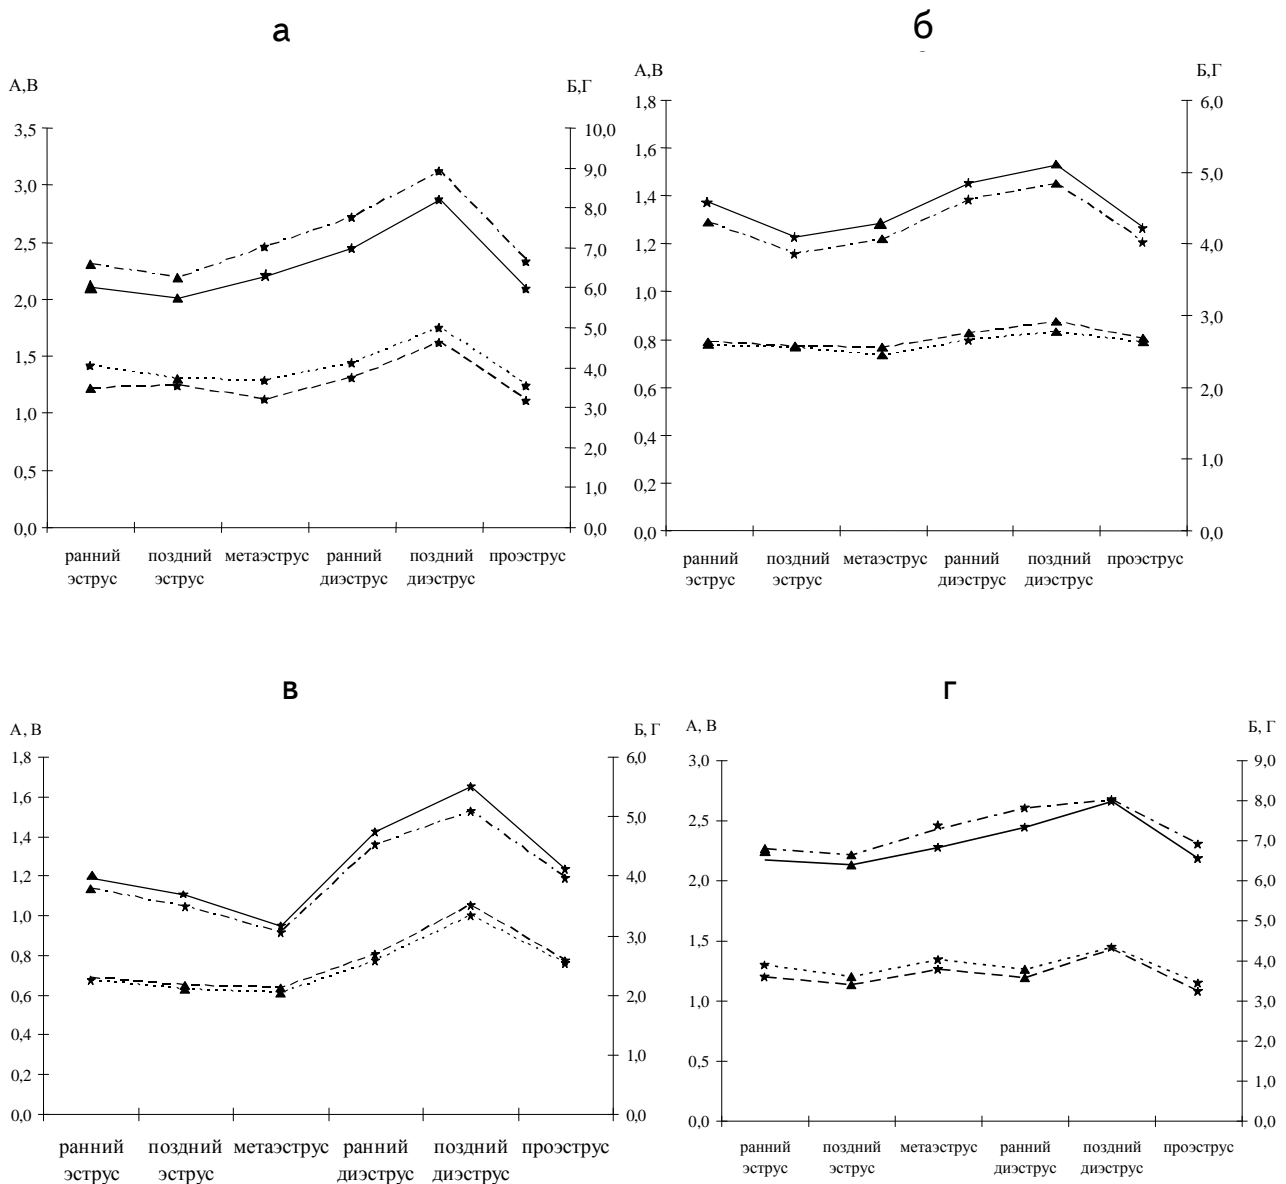 а
А,В
Б,Г
3,5
3,0
2,5
2,0
1,5
1,0
0,5
0,0
10,0
9,0
8,0
7,0
6,0
5,0
4,0
3,0
2,0
1,0
0,0
ранний
эструс
поздний
эструс
метаэструс
ранний
диэструс
поздний
диэструс
проэструс
б
А,В
Б,Г
1,8
1,6
1,4
1,2
1,0
0,8
0,6
0,4
0,2
0,0
6,0
5,0
4,0
3,0
2,0
1,0
0,0
ранний
эструс
поздний
эструс
метаэструс
ранний
диэструс
поздний
диэструс
проэструс
в
А, В
Б, Г
1,8
1,6
1,4
1,2
1,0
0,8
0,6
0,4
0,2
0,0
6,0
5,0
4,0
3,0
2,0
1,0
0,0
ранний
эструс
поздний
эструс
метаэструс
ранний
диэструс
поздний
диэструс
проэструс
г
А, В
Б, Г
3,0
2,5
2,0
1,5
1,0
0,5
0,0
9,0
8,0
7,0
6,0
5,0
4,0
3,0
2,0
1,0
0,0
ранний
эструс
поздний
эструс
метаэструс
ранний
диэструс
поздний
диэструс
проэструс